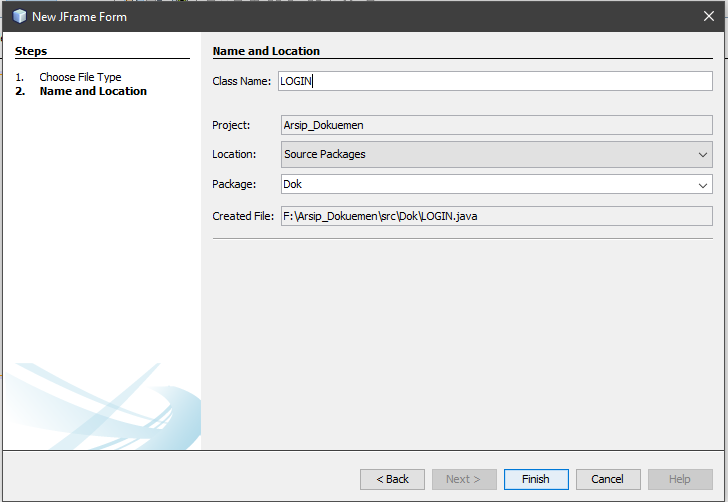 New JFrame Form
Steps
1. Choose File Type
2. Name and Location
Name and Location
Class Name: LOGIN
Project: Arsip_Dokuemen
Location: Source Packages
Package: Dok
Created File: F:\Arsip_Dokuemen\src\Dok\LOGIN.java
< Back Next > Finish Cancel Help